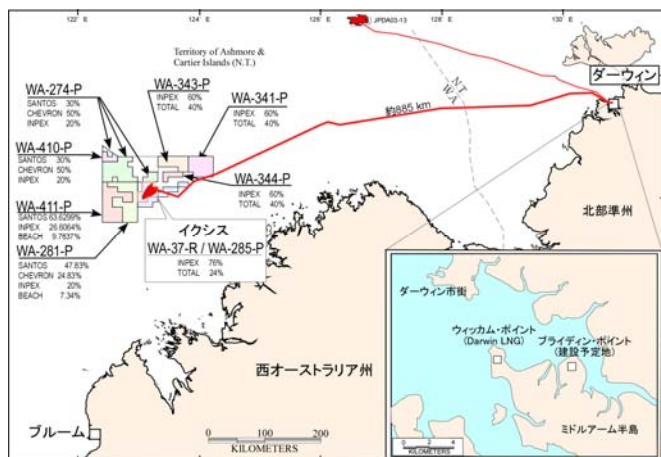 122° E
124° E
126° E
128° E
130° E
JPDA03-13
Territory of Ashmore &
Cartier Islands (N.T.)
N.T.
WA
ダーウィン
WA-274-P
SANTOS 30%
CHEVRON 50%
INPEX 20%
WA-343-P
INPEX 60%
TOTAL 40%
WA-341-P
INPEX 60%
TOTAL 40%
約885 km
WA-410-P
SANTOS 30%
CHEVRON 50%
INPEX 20%
WA-344-P
INPEX 60%
TOTAL 40%
WA-411-P
SANTOS 63.6299%
INPEX 26.6064%
BEACH 9.7637%
WA-281-P
SANTOS 47.83%
CHEVRON 24.83%
INPEX 20%
BEACH 7.34%
イクシス
WA-37-R / WA-285-P
INPEX 76%
TOTAL 24%
北部準州
西オーストラリア州
ブルーム
0 100 200
KILOMETERS
ダーウィン市街
ウィッカム・ポイント
(Darwin LNG)
ブライディン・ポイント
(建設予定地)
ミドルアーム半島
0 2 4
KILOMETERS